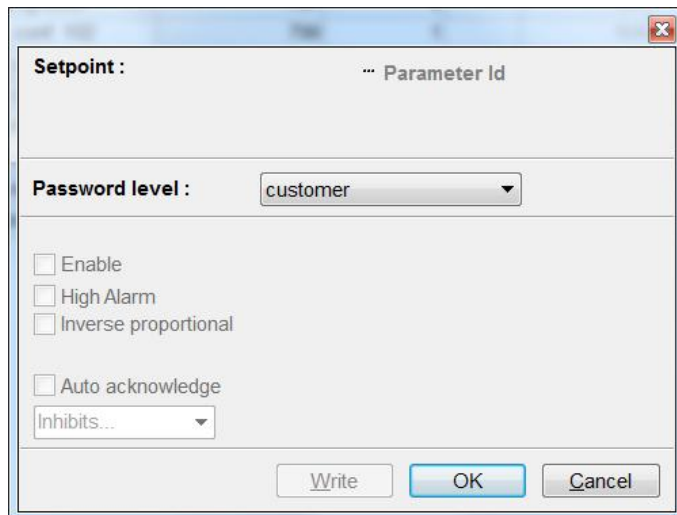 Setpoint : ... Parameter Id
Password level : customer
Enable
High Alarm
Inverse proportional
Auto acknowledge
Inhibits...
Write OK Cancel